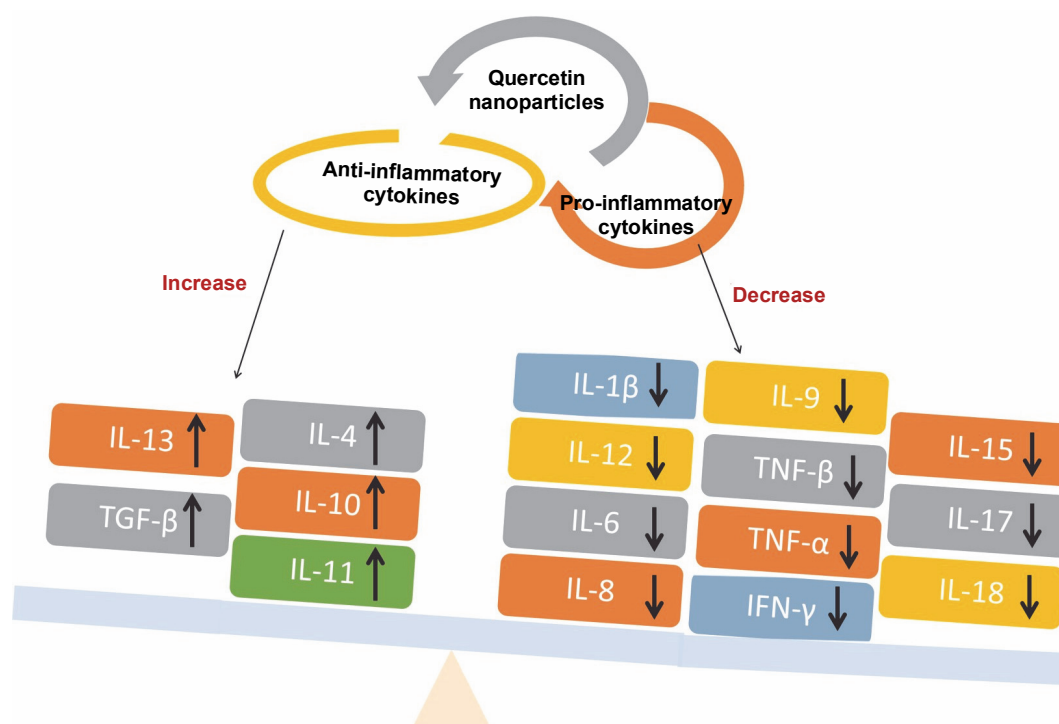 Quercetin
nanoparticles
Anti-inflammatory
cytokines
Pro-inflammatory
cytokines
Increase
Decrease
IL-13
TGF-β
IL-4
IL-10
IL-11
IL-1β
IL-12
IL-6
IL-8
IL-9
TNF-β
TNF-α
IFN-γ
IL-15
IL-17
IL-18